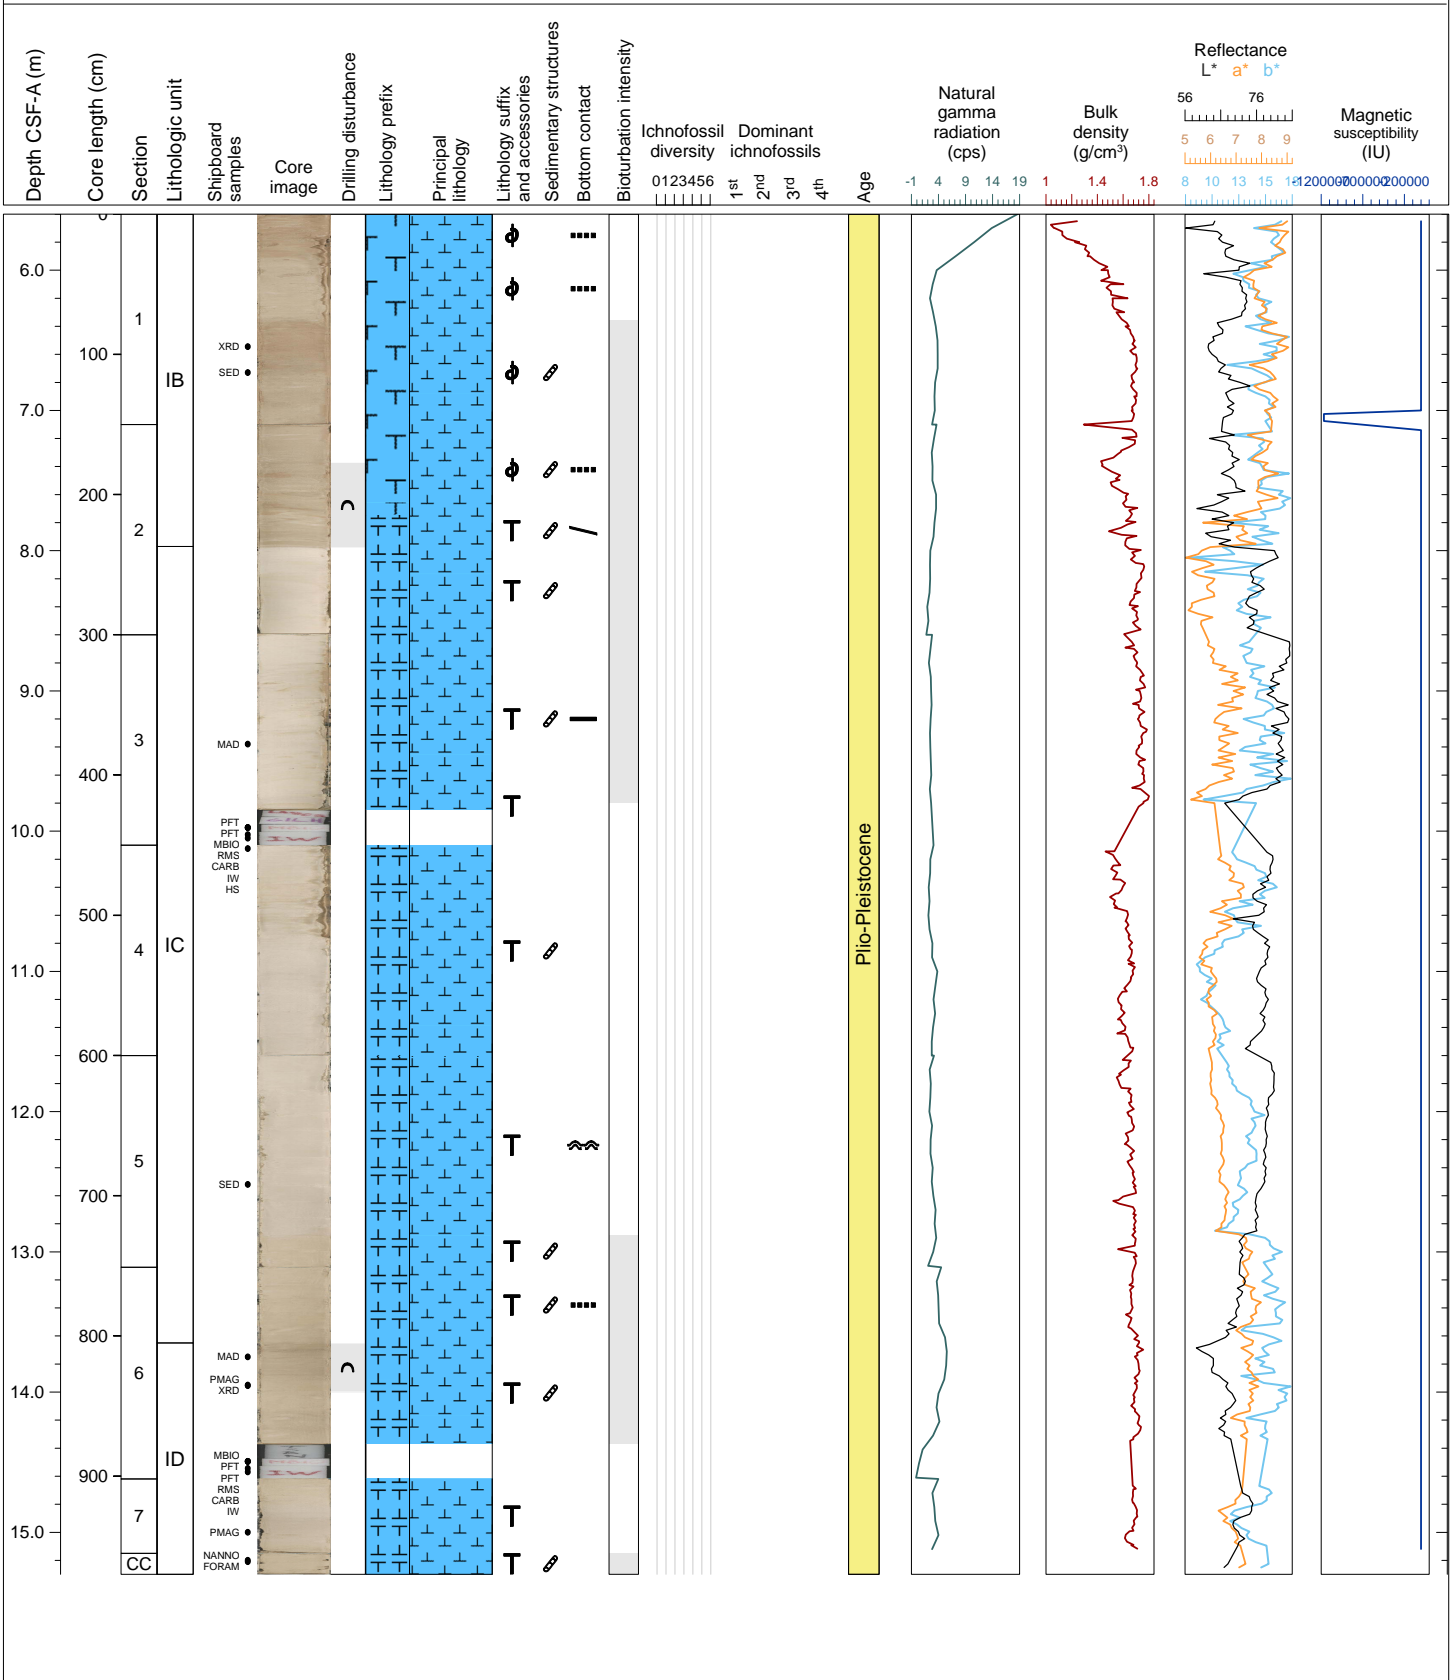 Depth CSF-A (m)
Core length (cm)
Section
Lithologic unit
Shipboard
samples
Core
image
Drilling disturbance
Lithology prefix
Principal
lithology
Lithology suffix
and accessories
Sedimentary structures
Bottom contact
Bioturbation intensity
Ichnofossil
diversity
0123456
Dominant
ichnofossils
1st
2nd
3rd
4th
Age
Natural
gamma
radiation
(cps)
-1 4 9 14 19
Bulk
density
(g/cm³)
1 1.4 1.8
Reflectance
L* a* b*
56 76
5 6 7 8 9
8 10 13 15
Magnetic
susceptibility
(IU)
0
6.0
1
XRD
100
SED
IB
7.0
200
2
8.0
300
9.0
3
MAD
400
PFT
10.0
PFT
MBIO
RMS
CARB
IW
HS
Plio-Pleistocene
500
IC
4
11.0
600
12.0
5
SED
700
13.0
800
MAD
6
PMAG
XRD
14.0
MBIO
ID
PFT
900
PFT
RMS
CARB
7
IW
PMAG
15.0
NANNO
CC
FORAM